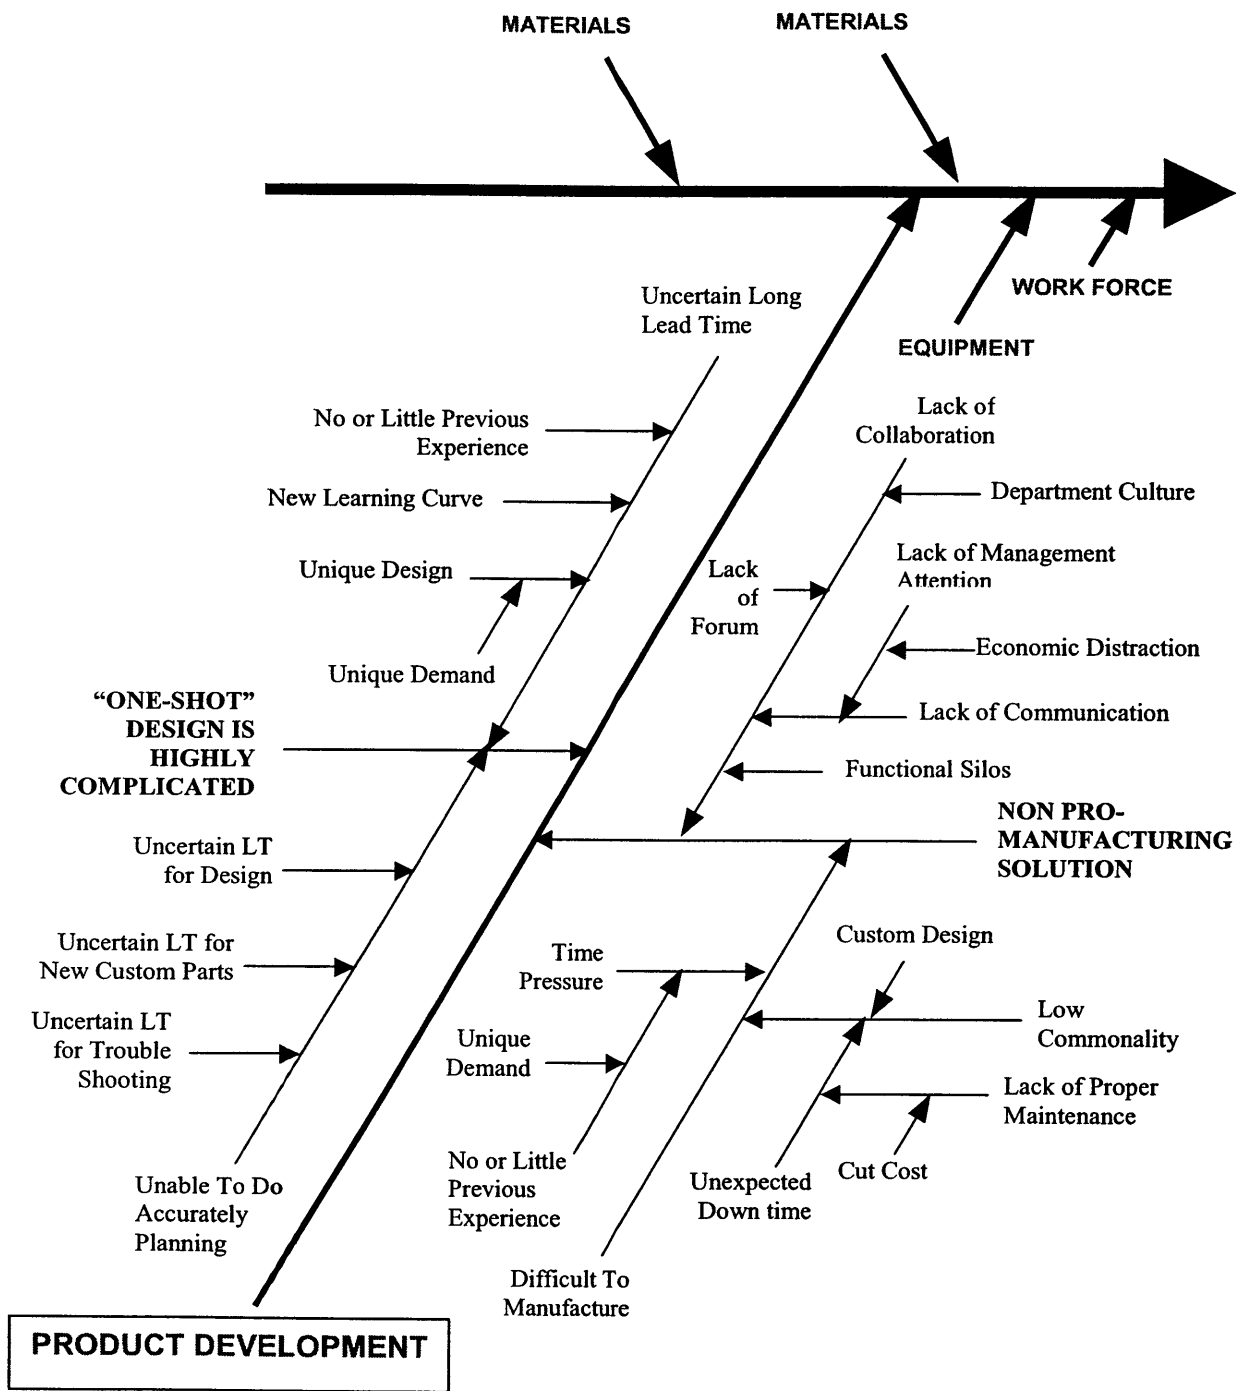 MATERIALS
MATERIALS
WORK FORCE
EQUIPMENT
Uncertain Long
Lead Time
No or Little Previous
Experience
New Learning Curve
Unique Design
Unique Demand
Lack of
Collaboration
Department Culture
Lack of Management
Attention
Lack
of
Forum
Economic Distraction
Lack of Communication
Functional Silos
“ONE-SHOT”
DESIGN IS
HIGHLY
COMPLICATED
NON PRO-
MANUFACTURING
SOLUTION
Uncertain LT
for Design
Uncertain LT for
New Custom Parts
Uncertain LT
for Trouble
Shooting
Unable To Do
Accurately
Planning
Time
Pressure
Unique
Demand
No or Little
Previous
Experience
Custom Design
Low
Commonality
Lack of Proper
Maintenance
Cut Cost
Unexpected
Down time
Difficult To
Manufacture
PRODUCT DEVELOPMENT